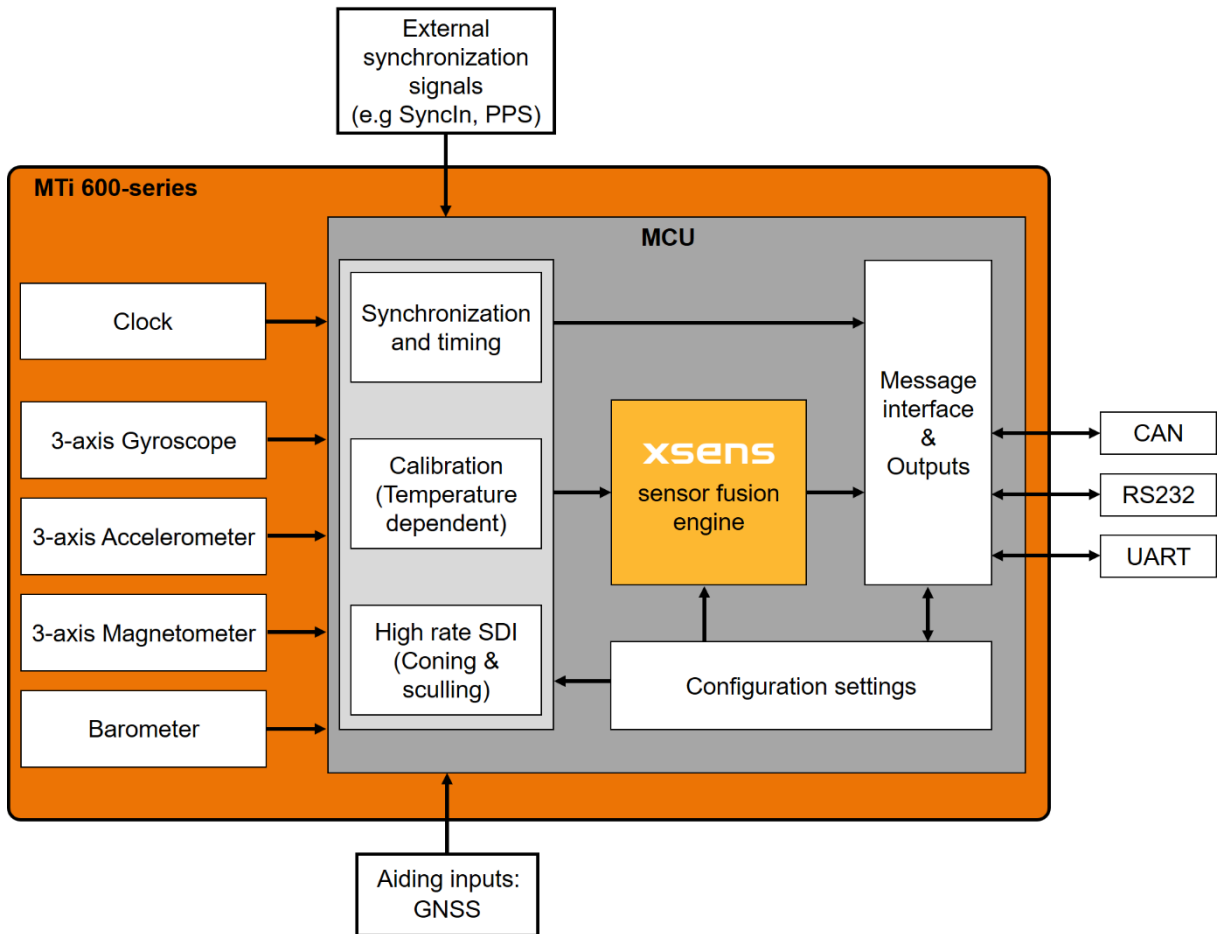 External
synchronization
signals
(e.g SyncIn, PPS)
MTi 600-series
MCU
Clock
3-axis Gyroscope
3-axis Accelerometer
3-axis Magnetometer
Barometer
Synchronization
and timing
Calibration
(Temperature
dependent)
High rate SDI
(Coning &
sculling)
xsens
sensor fusion
engine
Message
interface
&
Outputs
Configuration settings
CAN
RS232
UART
Aiding inputs:
GNSS